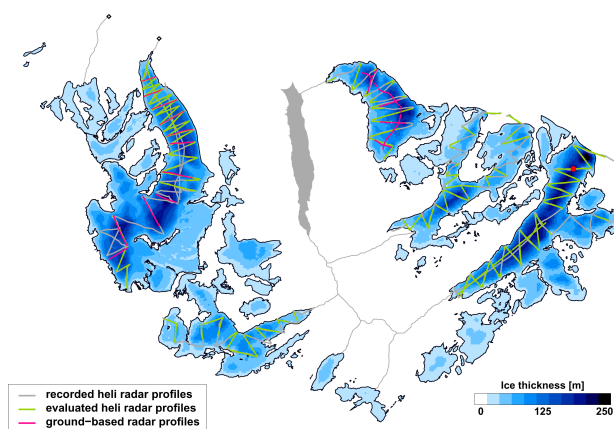 recorded heli radar profiles
evaluated heli radar profiles
ground−based radar profiles
Ice thickness [m]
0 125 250